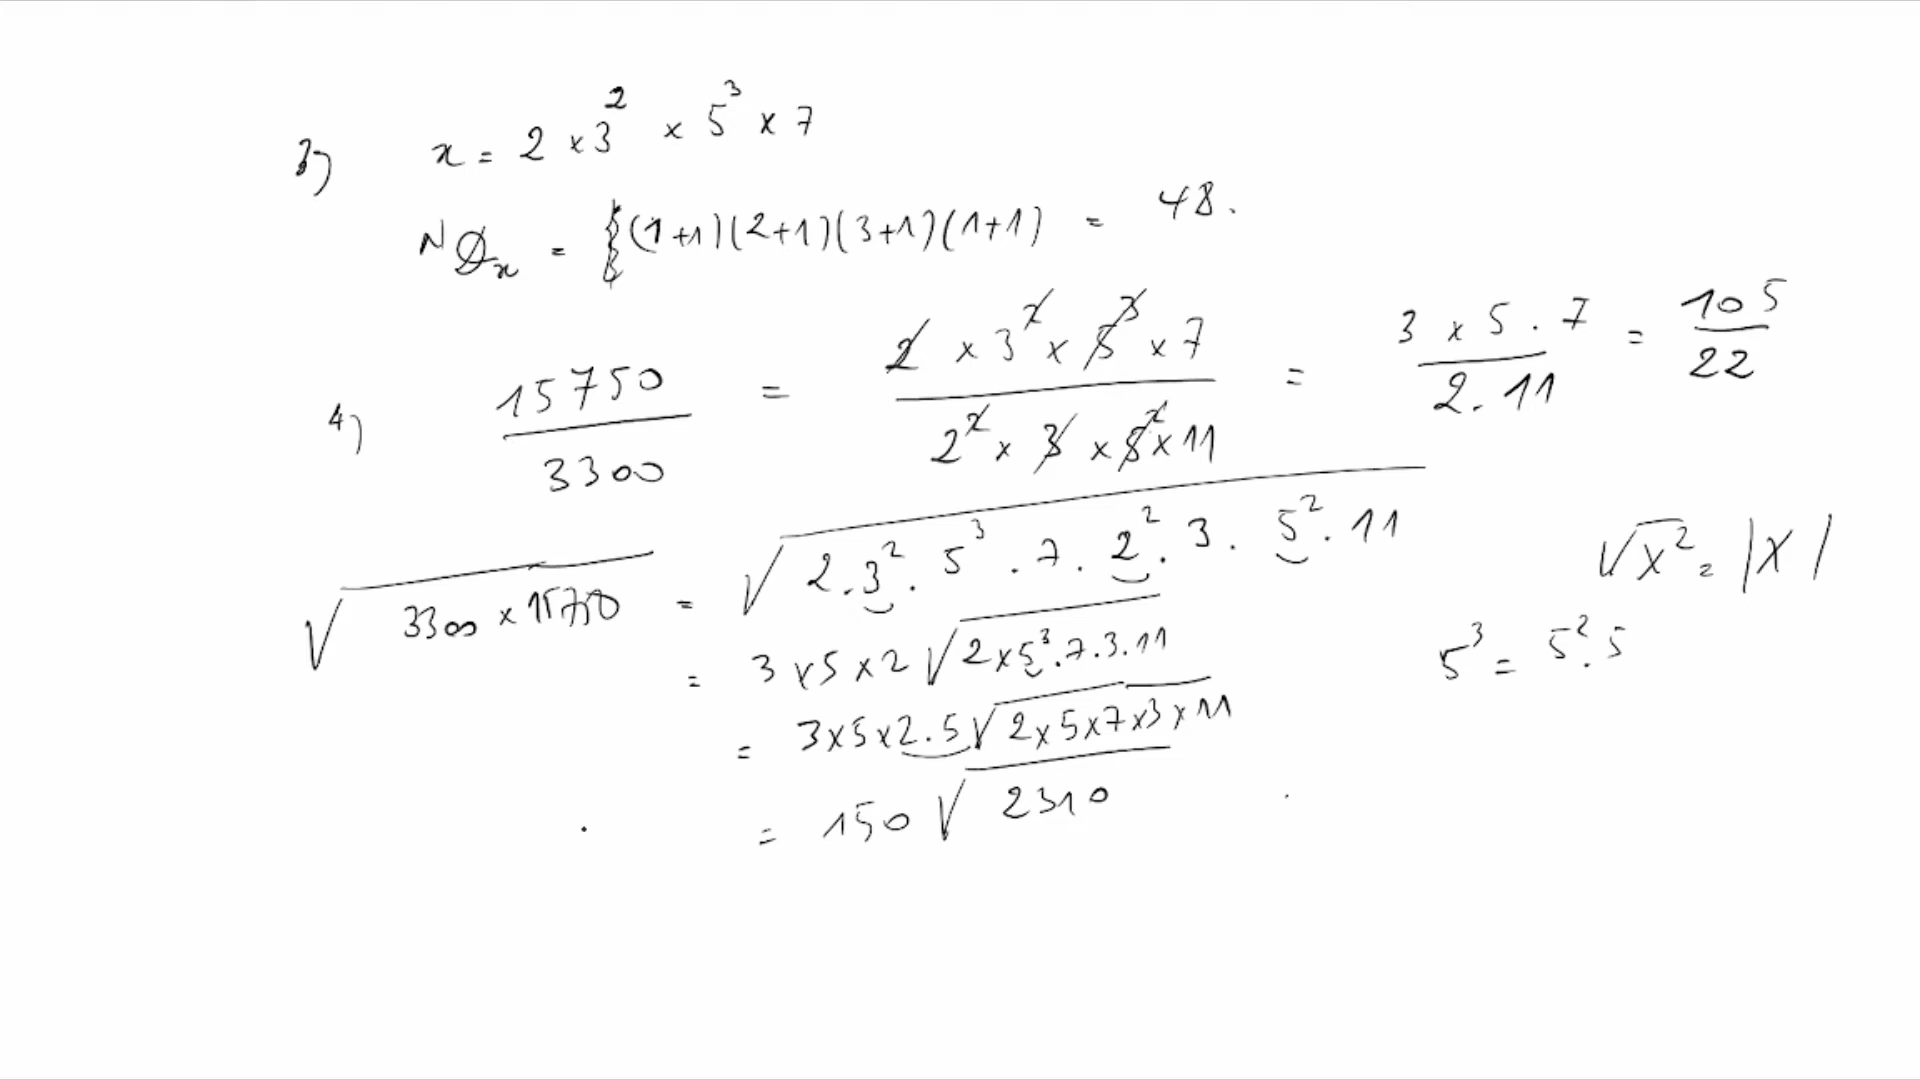 3) x = 2 × 3² × 5³ × 7
N𝒟ₓ = (1+1)(2+1)(3+1)(1+1) = 48.
4) 15750/3300 = (2 × 3² × 5³ × 7)/(2² × 3 × 5² × 11) = (3 × 5 . 7)/(2 . 11) = 105/22
√(3300 × 15750) = √(2 . 3² . 5³ . 7 . 2² . 3 . 5² . 11)
√x² = |x|
= 3 × 5 × 2 √(2 × 5³ . 7 . 3 . 11)
5³ = 5² . 5
= 3 × 5 × 2 . 5 √(2 × 5 × 7 × 3 × 11)
= 150 √2310